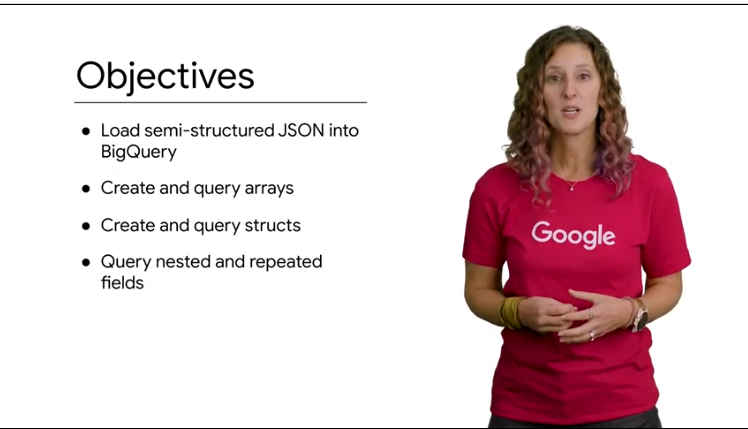 Objectives
● Load semi-structured JSON into
BigQuery
● Create and query arrays
● Create and query structs
● Query nested and repeated
fields
Google